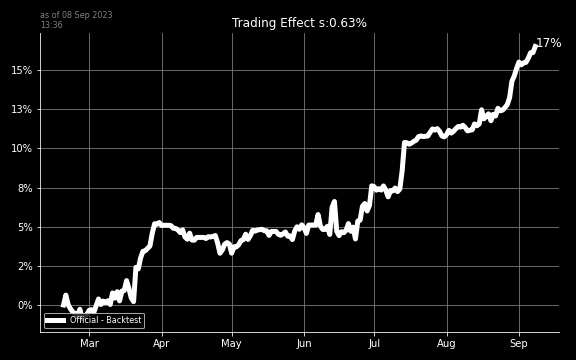 as of 08 Sep 2023
13:36
Trading Effect s:0.63%
17%
15%
13%
10%
8%
5%
2%
0%
Official - Backtest
Mar Apr May Jun Jul Aug Sep